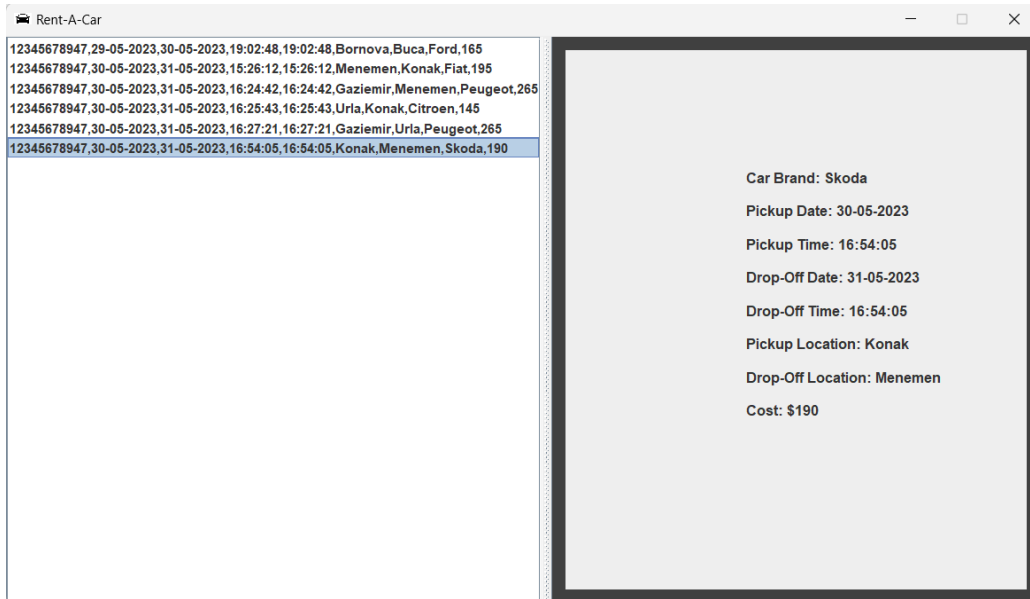 Rent-A-Car
12345678947,29-05-2023,30-05-2023,19:02:48,19:02:48,Bornova,Buca,Ford,165
12345678947,30-05-2023,31-05-2023,15:26:12,15:26:12,Menemen,Konak,Fiat,195
12345678947,30-05-2023,31-05-2023,16:24:42,16:24:42,Gaziemir,Menemen,Peugeot,265
12345678947,30-05-2023,31-05-2023,16:25:43,16:25:43,Urla,Konak,Citroen,145
12345678947,30-05-2023,31-05-2023,16:27:21,16:27:21,Gaziemir,Urla,Peugeot,265
12345678947,30-05-2023,31-05-2023,16:54:05,16:54:05,Konak,Menemen,Skoda,190
Car Brand: Skoda
Pickup Date: 30-05-2023
Pickup Time: 16:54:05
Drop-Off Date: 31-05-2023
Drop-Off Time: 16:54:05
Pickup Location: Konak
Drop-Off Location: Menemen
Cost: $190